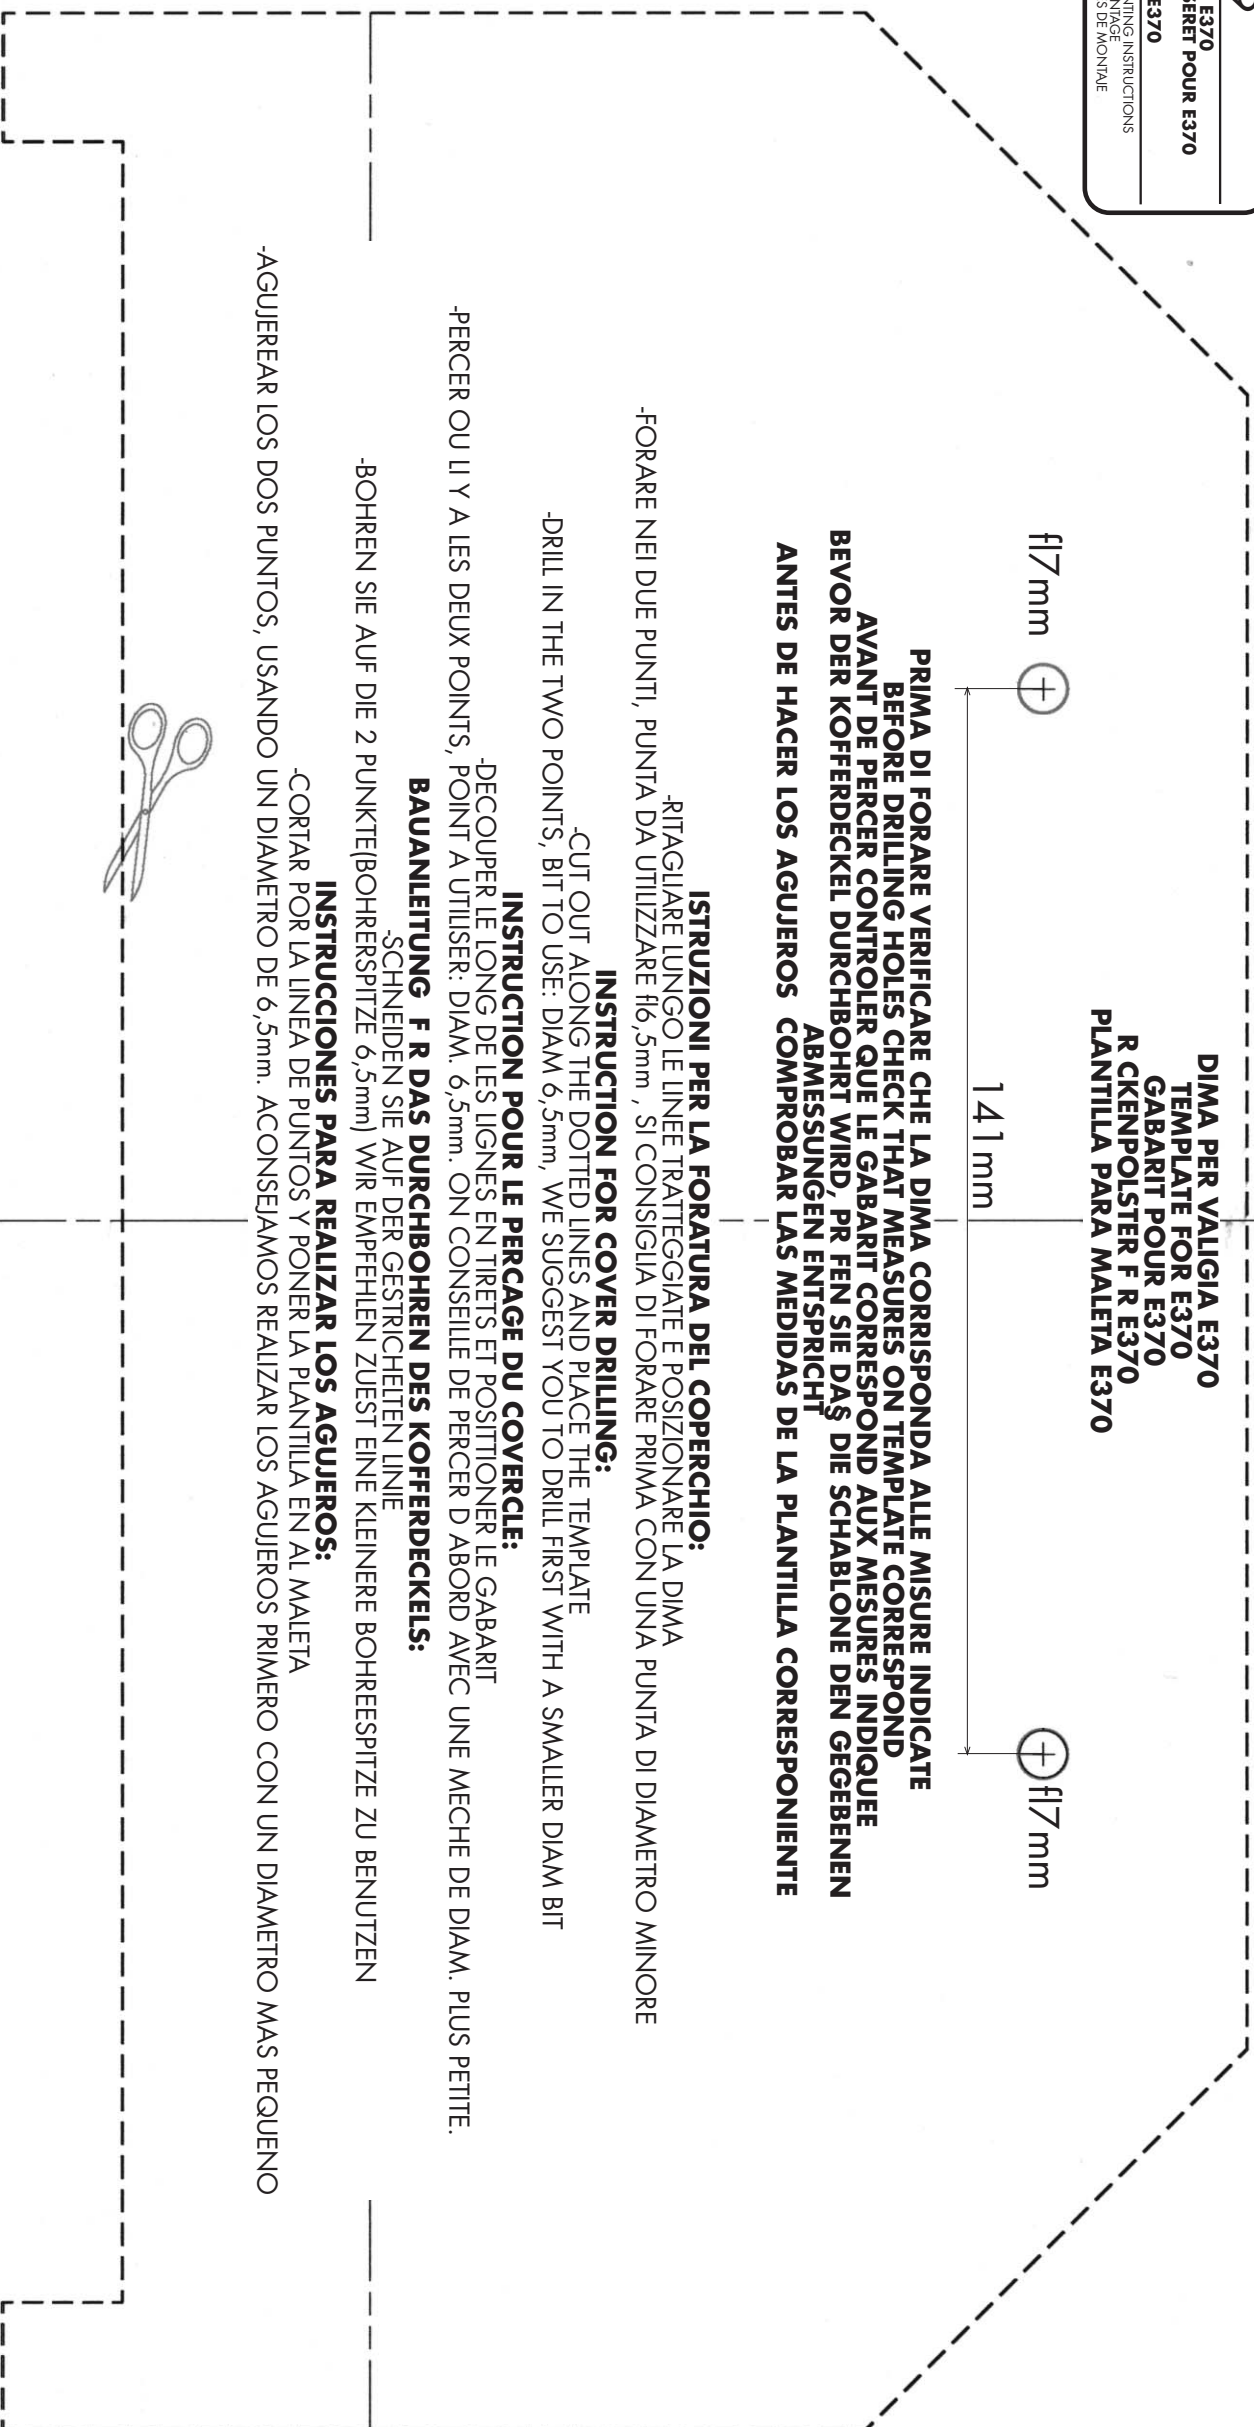 E370
SERET POUR E370
E370
NTING INSTRUCTIONS
NTAGE
S DE MONTAJE
DIMA PER VALIGIA E370
TEMPLATE FOR E370
GABARIT POUR E370
R CKENPOLSTER F R E370
PLANTILLA PARA MALETA E370
fl7mm
fl7mm
141mm
PRIMA DI FORARE VERIFICARE CHE LA DIMA CORRISPONDA ALLE MISURE INDICATE
BEFORE DRILLING HOLES CHECK THAT MEASURES ON TEMPLATE CORRESPOND
AVANT DE PERCER CONTROLER QUE LE GABARIT CORRESPOND AUX MESURES INDIQUEE
BEVOR DER KOFFERDECKEL DURCHBOHRT WIRD, PR FEN SIE DA§ DIE SCHABLONE DEN GEGEBENEN
ABMESSUNGEN ENTSPRICHT
ANTES DE HACER LOS AGUJEROS COMPROBAR LAS MEDIDAS DE LA PLANTILLA CORRESPONIENTE
ISTRUZIONI PER LA FORATURA DEL COPERCHIO:
-RITAGLIARE LUNGO LE LINEE TRATTEGGIATE E POSIZIONARE LA DIMA
-FORARE NEI DUE PUNTI, PUNTA DA UTILIZZARE fl6,5mm , SI CONSIGLIA DI FORARE PRIMA CON UNA PUNTA DI DIAMETRO MINORE
INSTRUCTION FOR COVER DRILLING:
-CUT OUT ALONG THE DOTTED LINES AND PLACE THE TEMPLATE
-DRILL IN THE TWO POINTS, BIT TO USE: DIAM 6,5mm, WE SUGGEST YOU TO DRILL FIRST WITH A SMALLER DIAM BIT
INSTRUCTION POUR LE PERCAGE DU COVERCLE:
-DECOUPER LE LONG DE LES LIGNES EN TIRETS ET POSITTIONER LE GABARIT
-PERCER OU LI Y A LES DEUX POINTS, POINT A UTILISER: DIAM. 6,5mm. ON CONSEILLE DE PERCER D ABORD AVEC UNE MECHE DE DIAM. PLUS PETITE.
BAUANLEITUNG F R DAS DURCHBOHREN DES KOFFERDECKELS:
-SCHNEIDEN SIE AUF DER GESTRICHELTEN LINIE
-BOHREN SIE AUF DIE 2 PUNKTE(BOHRERSPITZE 6,5mm) WIR EMPFEHLEN ZUEST EINE KLEINERE BOHREESPITZE ZU BENUTZEN
INSTRUCCIONES PARA REALIZAR LOS AGUJEROS:
-CORTAR POR LA LINEA DE PUNTOS Y PONER LA PLANTILLA EN AL MALETA
-AGUJEREAR LOS DOS PUNTOS, USANDO UN DIAMETRO DE 6,5mm. ACONSEJAMOS REALIZAR LOS AGUJEROS PRIMERO CON UN DIAMETRO MAS PEQUENO